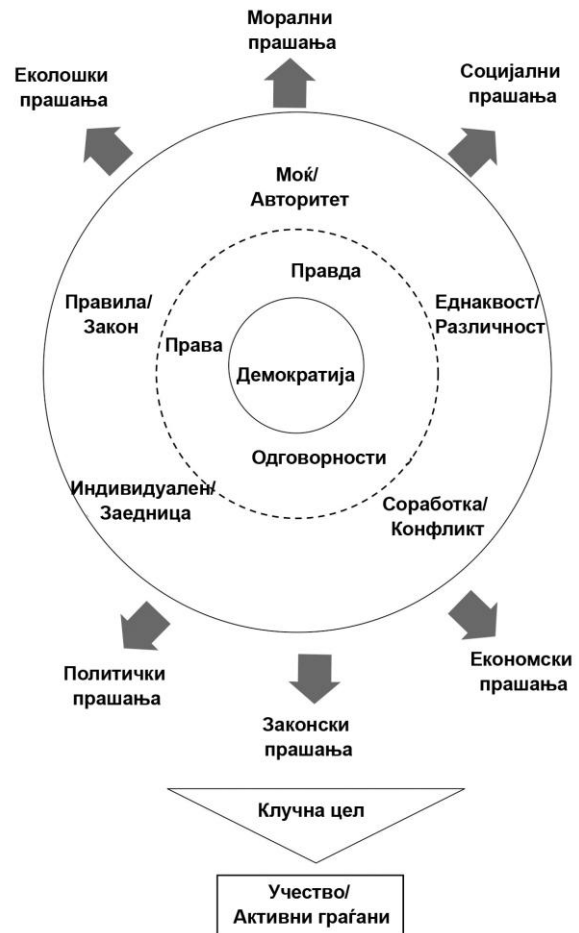 Морални
прашања
Еколошки
прашања
Социјални
прашања
Моќ/
Авторитет
Правда
Правила/
Закон
Еднаквост/
Различност
Права
Демократија
Одговорности
Индивидуален/
Заедница
Соработка/
Конфликт
Политички
прашања
Економски
прашања
Законски
прашања
Клучна цел
Учество/
Активни граѓани